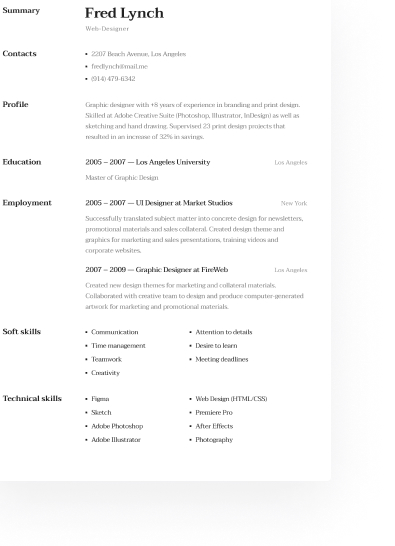 Summary
Fred Lynch
Web-Designer
Contacts
• 2207 Beach Avenue, Los Angeles
• fredlynch@mail.me
• (914) 479-6342
Profile
Graphic designer with +8 years of experience in branding and print design.
Skilled at Adobe Creative Suite (Photoshop, Illustrator, InDesign) as well as
sketching and hand drawing. Supervised 23 print design projects that
resulted in an increase of 32% in savings.
Education
2005 – 2007 — Los Angeles University
Los Angeles
Master of Graphic Design
Employment
2005 – 2007 — UI Designer at Market Studios
New York
Successfully translated subject matter into concrete design for newsletters,
promotional materials and sales collateral. Created design theme and
graphics for marketing and sales presentations, training videos and
corporate websites.
2007 – 2009 — Graphic Designer at FireWeb
Los Angeles
Created new design themes for marketing and collateral materials.
Collaborated with creative team to design and produce computer-generated
artwork for marketing and promotional materials.
Soft skills
• Communication
• Time management
• Teamwork
• Creativity
• Attention to details
• Desire to learn
• Meeting deadlines
Technical skills
• Figma
• Sketch
• Adobe Photoshop
• Adobe Illustrator
• Web Design (HTML/CSS)
• Premiere Pro
• After Effects
• Photography